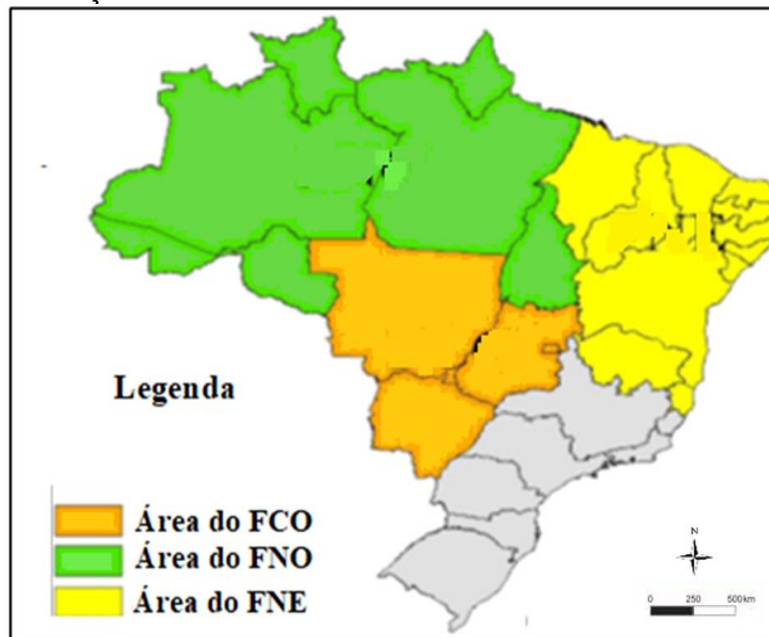 Legenda
Área do FCO
Área do FNO
Área do FNE
N
0 250 500km